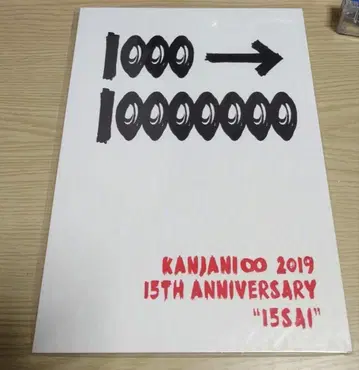 1000 →
10000000
KANJANI∞ 2019
15TH ANNIVERSARY
"15SAI"